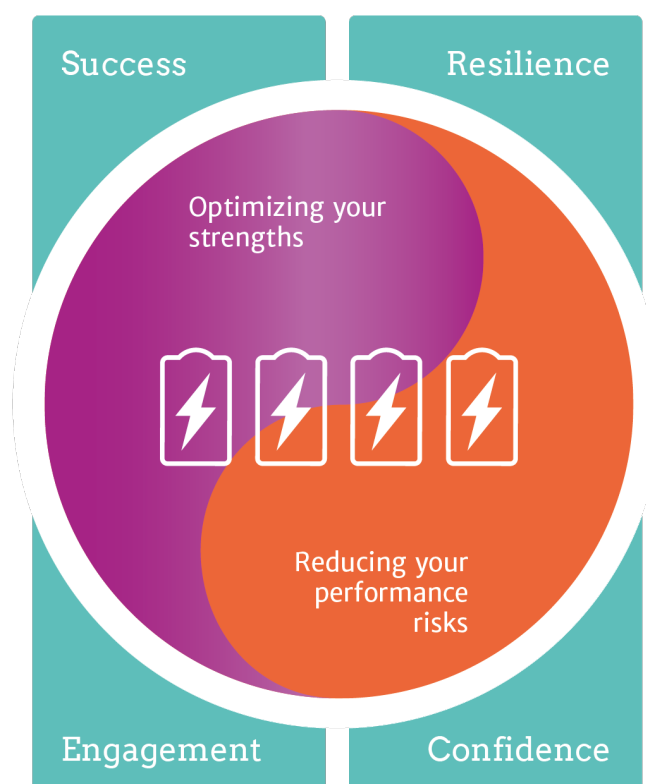 Success
Resilience
Optimizing your
strengths
Reducing your
performance
risks
Engagement
Confidence